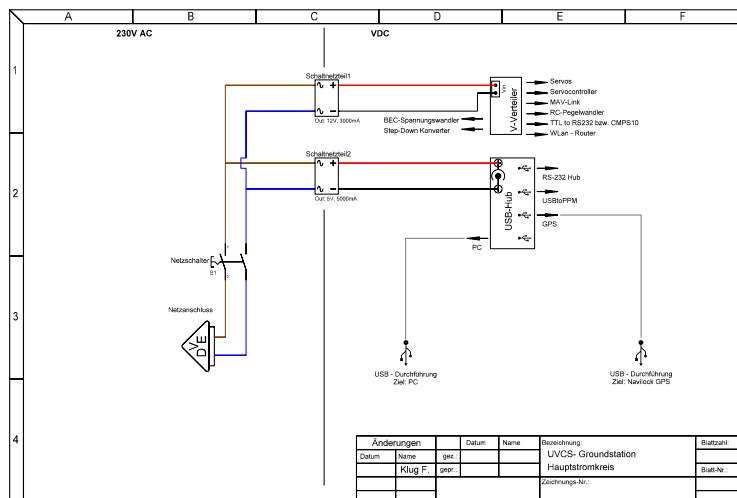 A B C D E F
230V AC
VDC
1
Schaltnetzteil1
Out: 12V, 3000mA
Vin
V-Verteiler
Servos
Servocontroller
MAV-Link
RC-Pegelwandler
TTL to RS232 bzw. CMPS10
WLan - Router
BEC-Spannungswandler
Step-Down Konverter
2
Schaltnetzteil2
Out: 5V, 5000mA
USB-Hub
RS-232 Hub
USBtoPPM
GPS
PC
Netzschalter
S1
3
Netzanschluss
VDE
USB - Durchführung
Ziel: PC
USB - Durchführung
Ziel: Navilock GPS
4
Änderungen
Datum Name
Bezeichnung:
Blattzahl:
Datum Name gez.:
UVCS- Groundstation
Klug F. gepr.:
Hauptstromkreis
Blatt-Nr.:
Zeichnungs-Nr.: